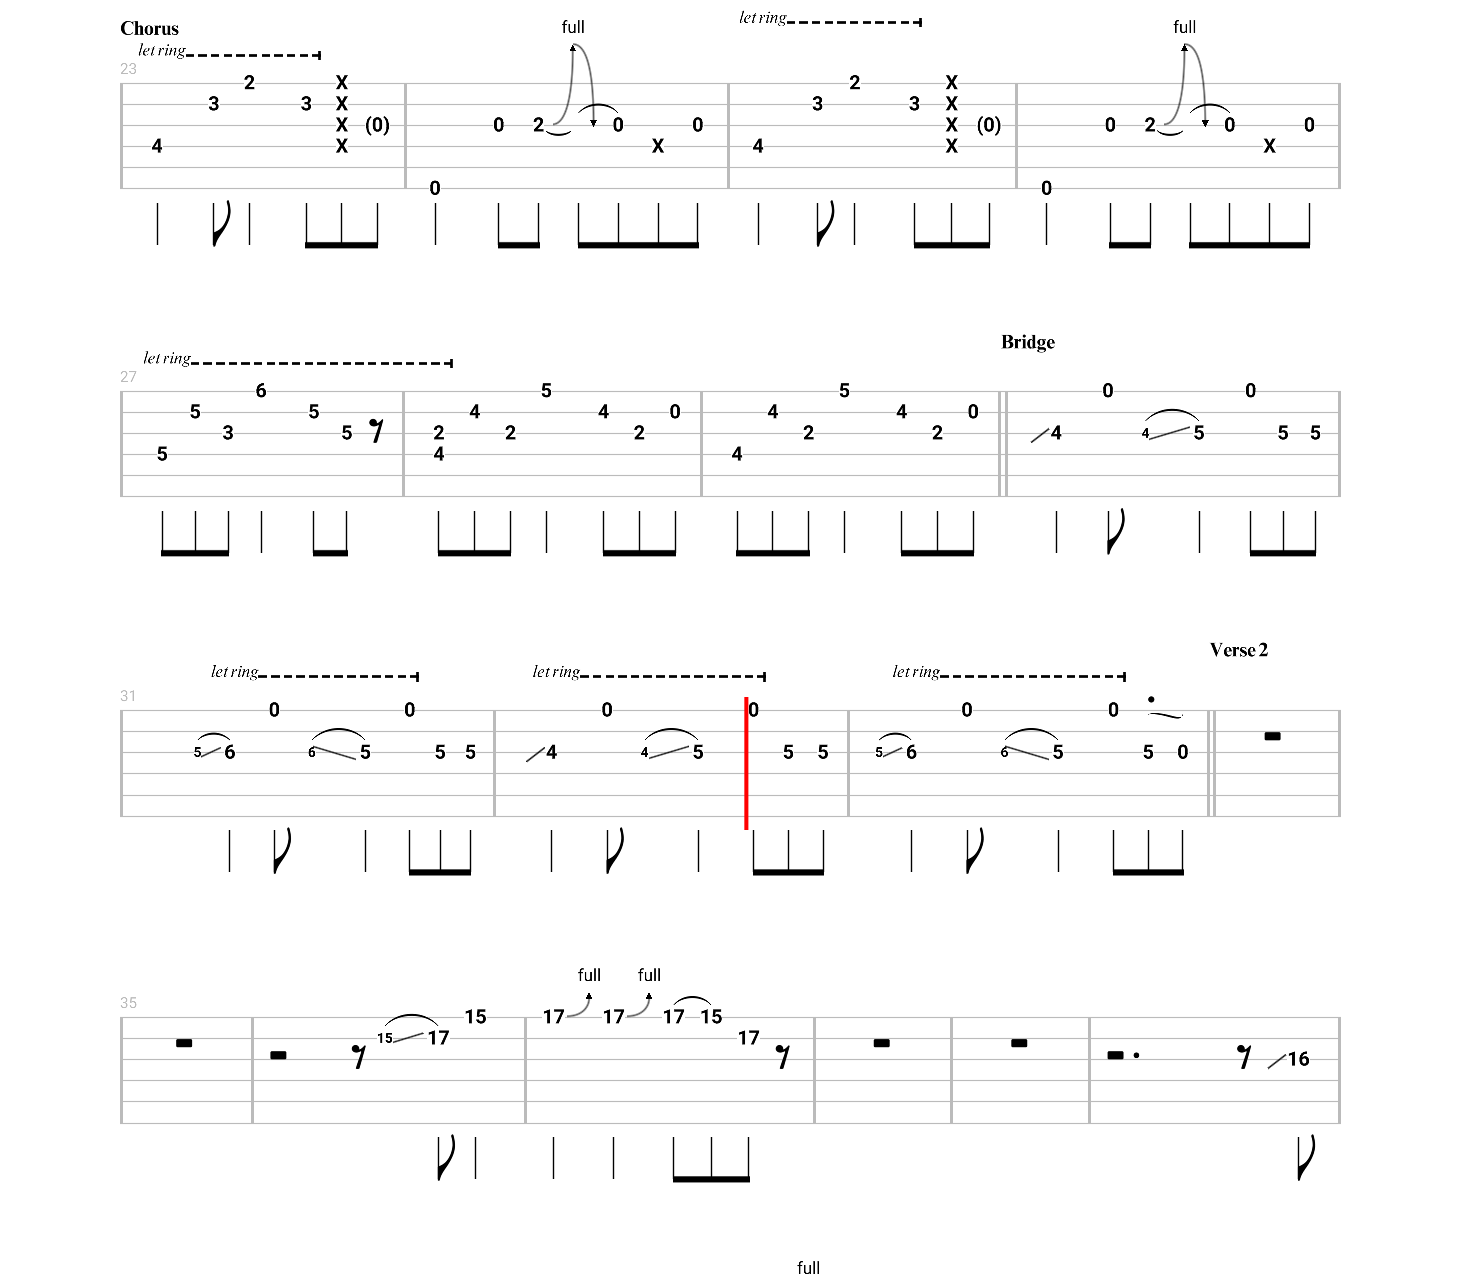 Chorus
let ring
full
let ring
full
23
2 X 2 X
3 3 X 3 3 X
X (0) 0 2 0 0 X (0) 0 2 0 0
4 X X 4 X X
0 0
Bridge
let ring
27
6 5 5 0 0
5 5 4 4 0 4 4 0
3 5 2 2 2 2 2 4 4 5 5 5
5 4 4
Verse 2
let ring
let ring
let ring
31
0 0 0 0 0 0
5 6 6 5 5 5 4 4 5 5 5 5 6 6 5 5 0
full
full
35
15 17 17 17 15
15 17 17
16
full